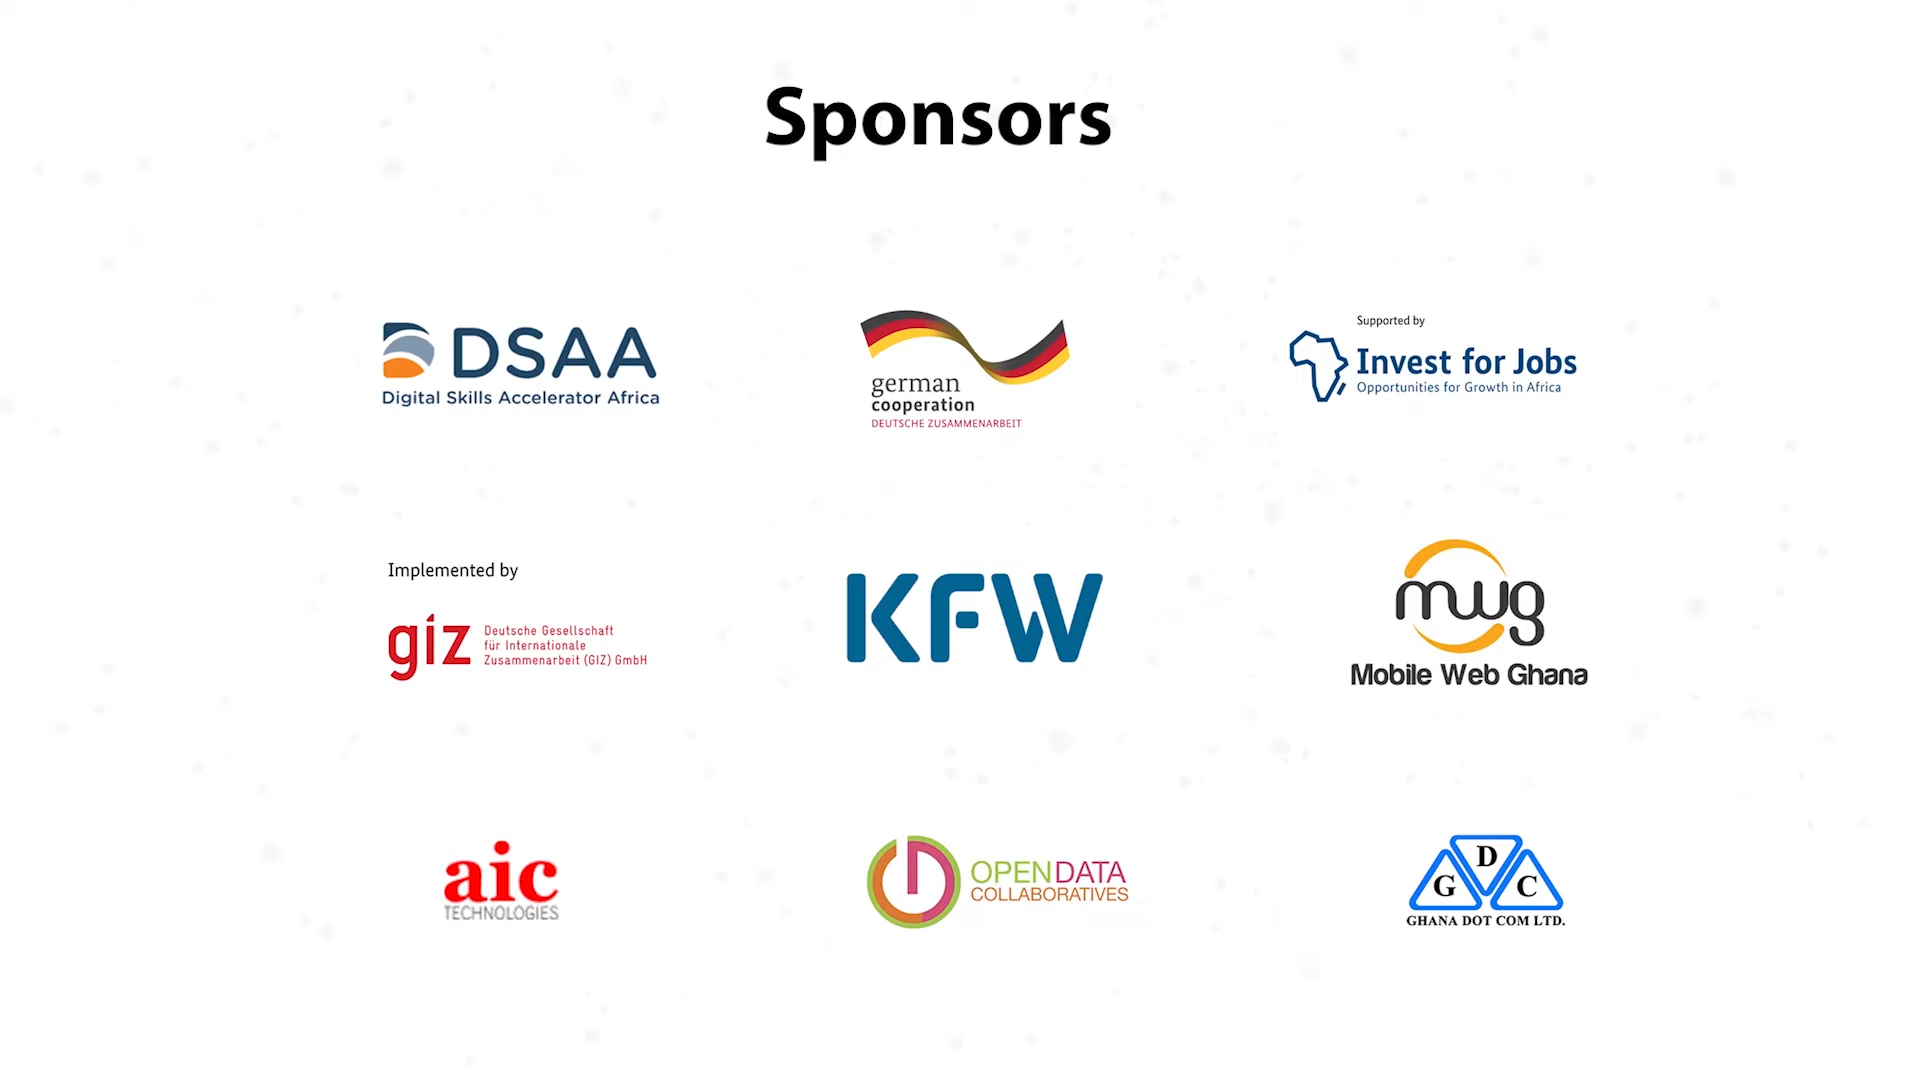 Sponsors
DSAA
Digital Skills Accelerator Africa
german
cooperation
DEUTSCHE ZUSAMMENARBEIT
Supported by
Invest for Jobs
Opportunities for Growth in Africa
Implemented by
giz
Deutsche Gesellschaft
für Internationale
Zusammenarbeit (GIZ) GmbH
KFW
mwg
Mobile Web Ghana
aic
TECHNOLOGIES
OPENDATA
COLLABORATIVES
D
G C
GHANA DOT COM LTD.